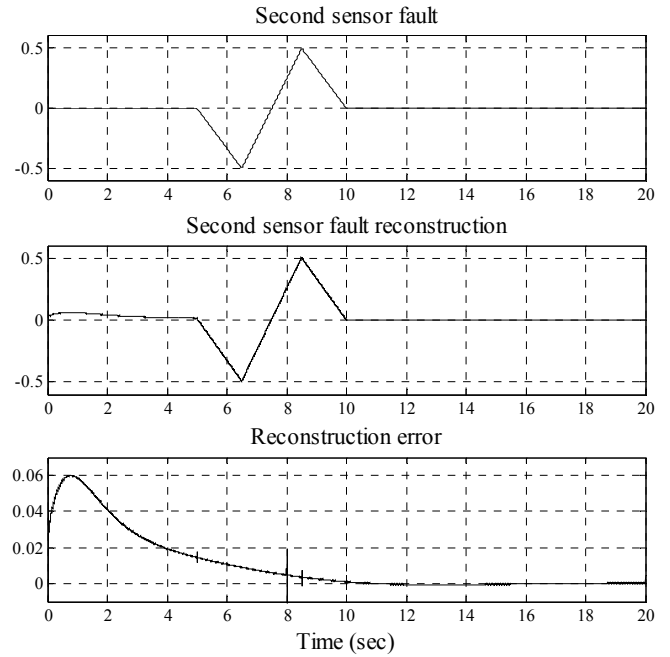 Second sensor fault
0.5
0
-0.5
0 2 4 6 8 10 12 14 16 18 20
Second sensor fault reconstruction
0.5
0
-0.5
0 2 4 6 8 10 12 14 16 18 20
Reconstruction error
0.06
0.04
0.02
0
0 2 4 6 8 10 12 14 16 18 20
Time (sec)